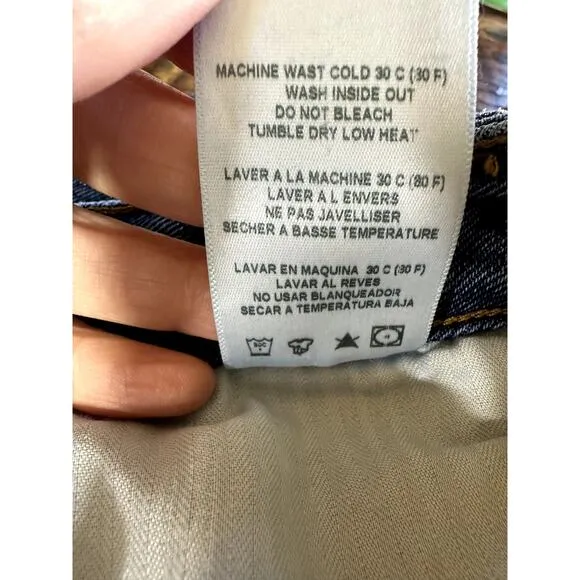 MACHINE WAST COLD 30 C (30 F)
WASH INSIDE OUT
DO NOT BLEACH
TUMBLE DRY LOW HEAT
LAVER A LA MACHINE 30 C (80 F)
LAVER A L ENVERS
NE PAS JAVELLISER
SECHER A BASSE TEMPERATURE
LAVAR EN MAQUINA 30 C (30 F)
LAVAR AL REVES
NO USAR BLANQUEADOR
SECAR A TEMPERATURA BAJA